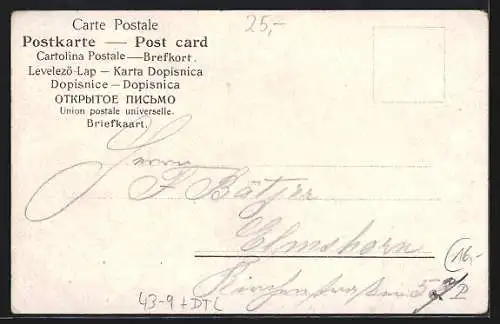 Carte Postale
25,-
Postkarte — Post card
Cartolina Postale — Brefkort.
Levelező-Lap — Karta Dopisnica
Dopisnice — Dopisnica
ОТКРЫТОЕ ПИСЬМО
Union postale universelle.
Briefkaart.
Herrn
F. Bätjer
Elmshorn
16,-
Kirchenstrasse
43-9 + DTL